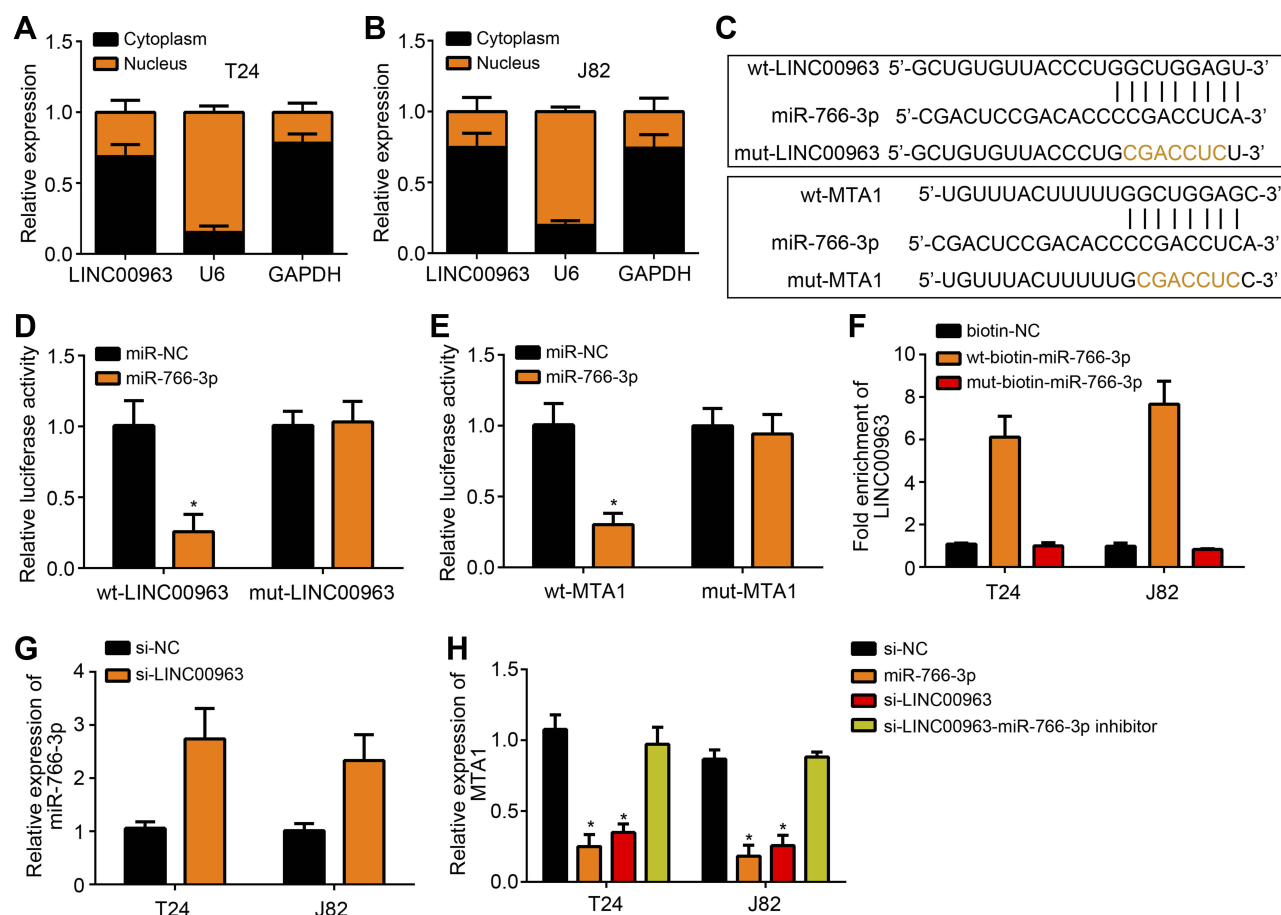 A
Cytoplasm
Nucleus
T24
Relative expression
1.5
1.0
0.5
0.0
LINC00963 U6 GAPDH
B
Cytoplasm
Nucleus
J82
Relative expression
1.5
1.0
0.5
0.0
LINC00963 U6 GAPDH
C
wt-LINC00963 5’-GCUGUGUUACCCUGGCUGGAGU-3’
miR-766-3p 5’-CGACUCCGACACCCCGACCUCA-3’
mut-LINC00963 5’-GCUGUGUUACCCUGCGACCUCU-3’
wt-MTA1 5’-UGUUUACUUUUUGGCUGGAGC-3’
miR-766-3p 5’-CGACUCCGACACCCCGACCUCA-3’
mut-MTA1 5’-UGUUUACUUUUUGCGACCUCC-3’
D
miR-NC
miR-766-3p
Relative luciferase activity
1.5
1.0
0.5
0.0
*
wt-LINC00963 mut-LINC00963
E
miR-NC
miR-766-3p
Relative luciferase activity
1.5
1.0
0.5
0.0
*
wt-MTA1 mut-MTA1
F
biotin-NC
wt-biotin-miR-766-3p
mut-biotin-miR-766-3p
Fold enrichment of
LINC00963
10
8
6
4
2
0
T24 J82
G
si-NC
si-LINC00963
Relative expression of
miR-766-3p
4
3
2
1
0
T24 J82
H
si-NC
miR-766-3p
si-LINC00963
si-LINC00963-miR-766-3p inhibitor
Relative expression of
MTA1
1.5
1.0
0.5
0.0
* * * *
T24 J82